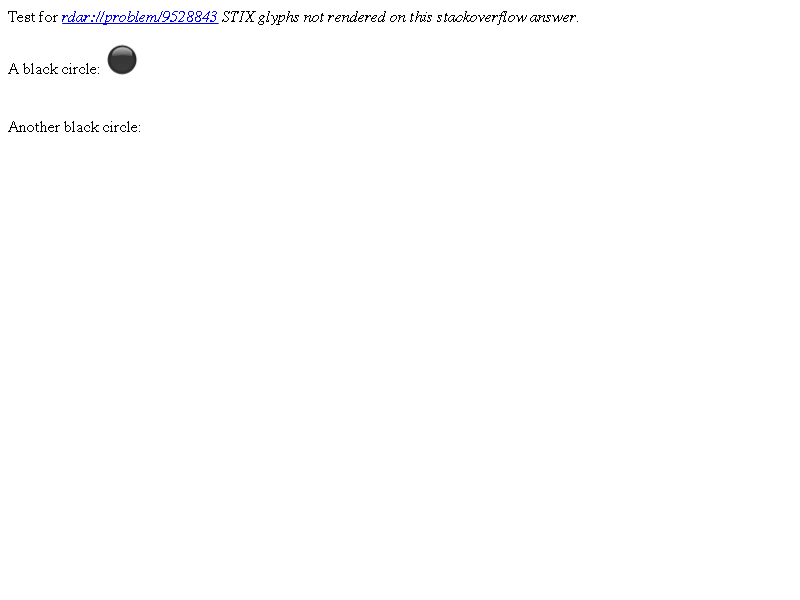 Test for rdar://problem/9528843 STIX glyphs not rendered on this stackoverflow answer.
A black circle: ⚫
Another black circle: